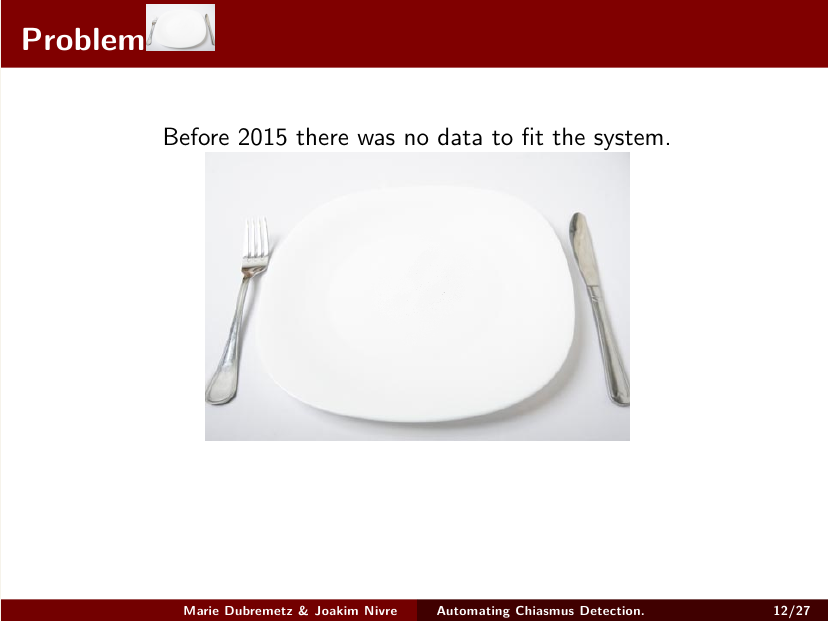 Problem
Before 2015 there was no data to fit the system.
Marie Dubremetz & Joakim Nivre
Automating Chiasmus Detection.
12/27